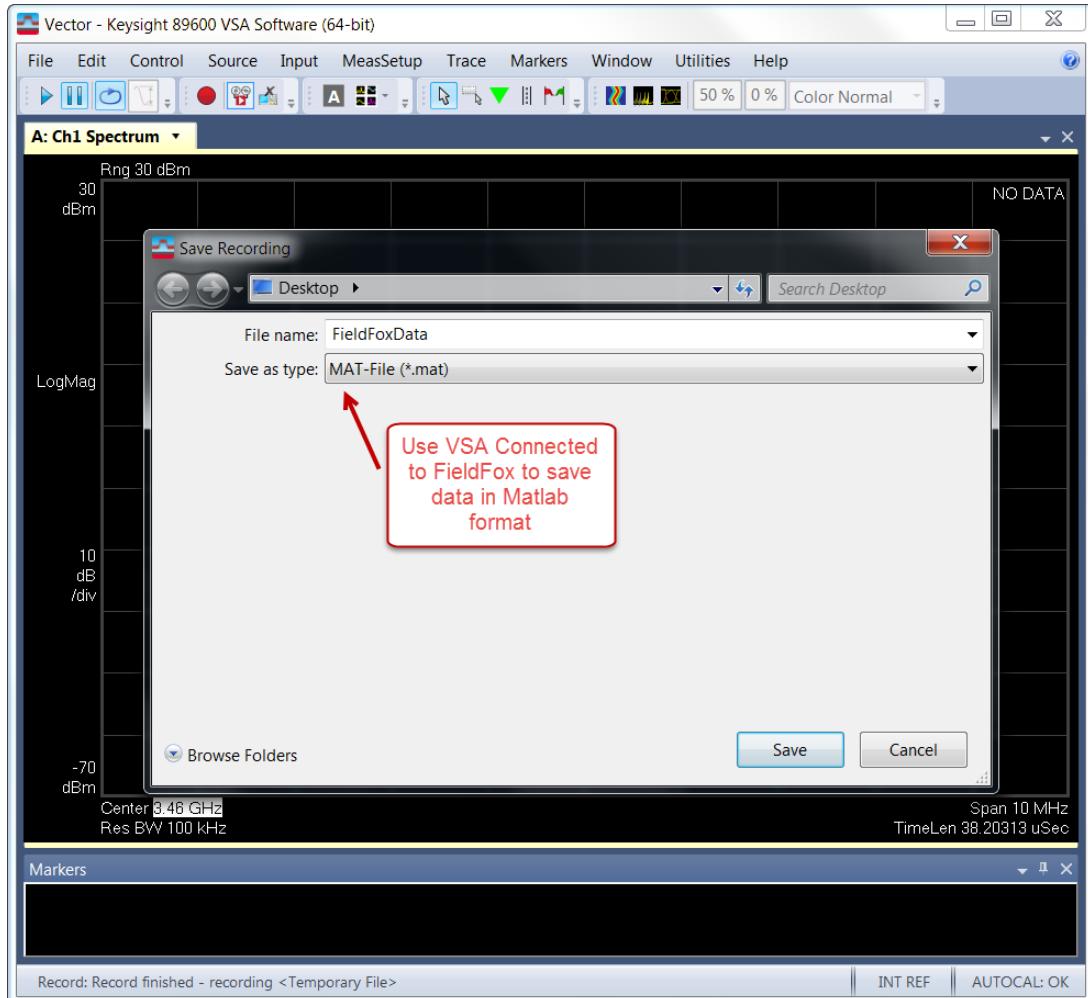 Vector - Keysight 89600 VSA Software (64-bit)
File Edit Control Source Input MeasSetup Trace Markers Window Utilities Help
A 50 % 0 % Color Normal
A: Ch1 Spectrum
Rng 30 dBm
30
dBm
NO DATA
Save Recording
Desktop
Search Desktop
File name: FieldFoxData
Save as type: MAT-File (*.mat)
LogMag
Use VSA Connected
to FieldFox to save
data in Matlab
format
10
dB
/div
Browse Folders
Save Cancel
-70
dBm
Center 3.46 GHz Span 10 MHz
Res BW 100 kHz TimeLen 38.20313 uSec
Markers
Record: Record finished - recording <Temporary File> INT REF AUTOCAL: OK